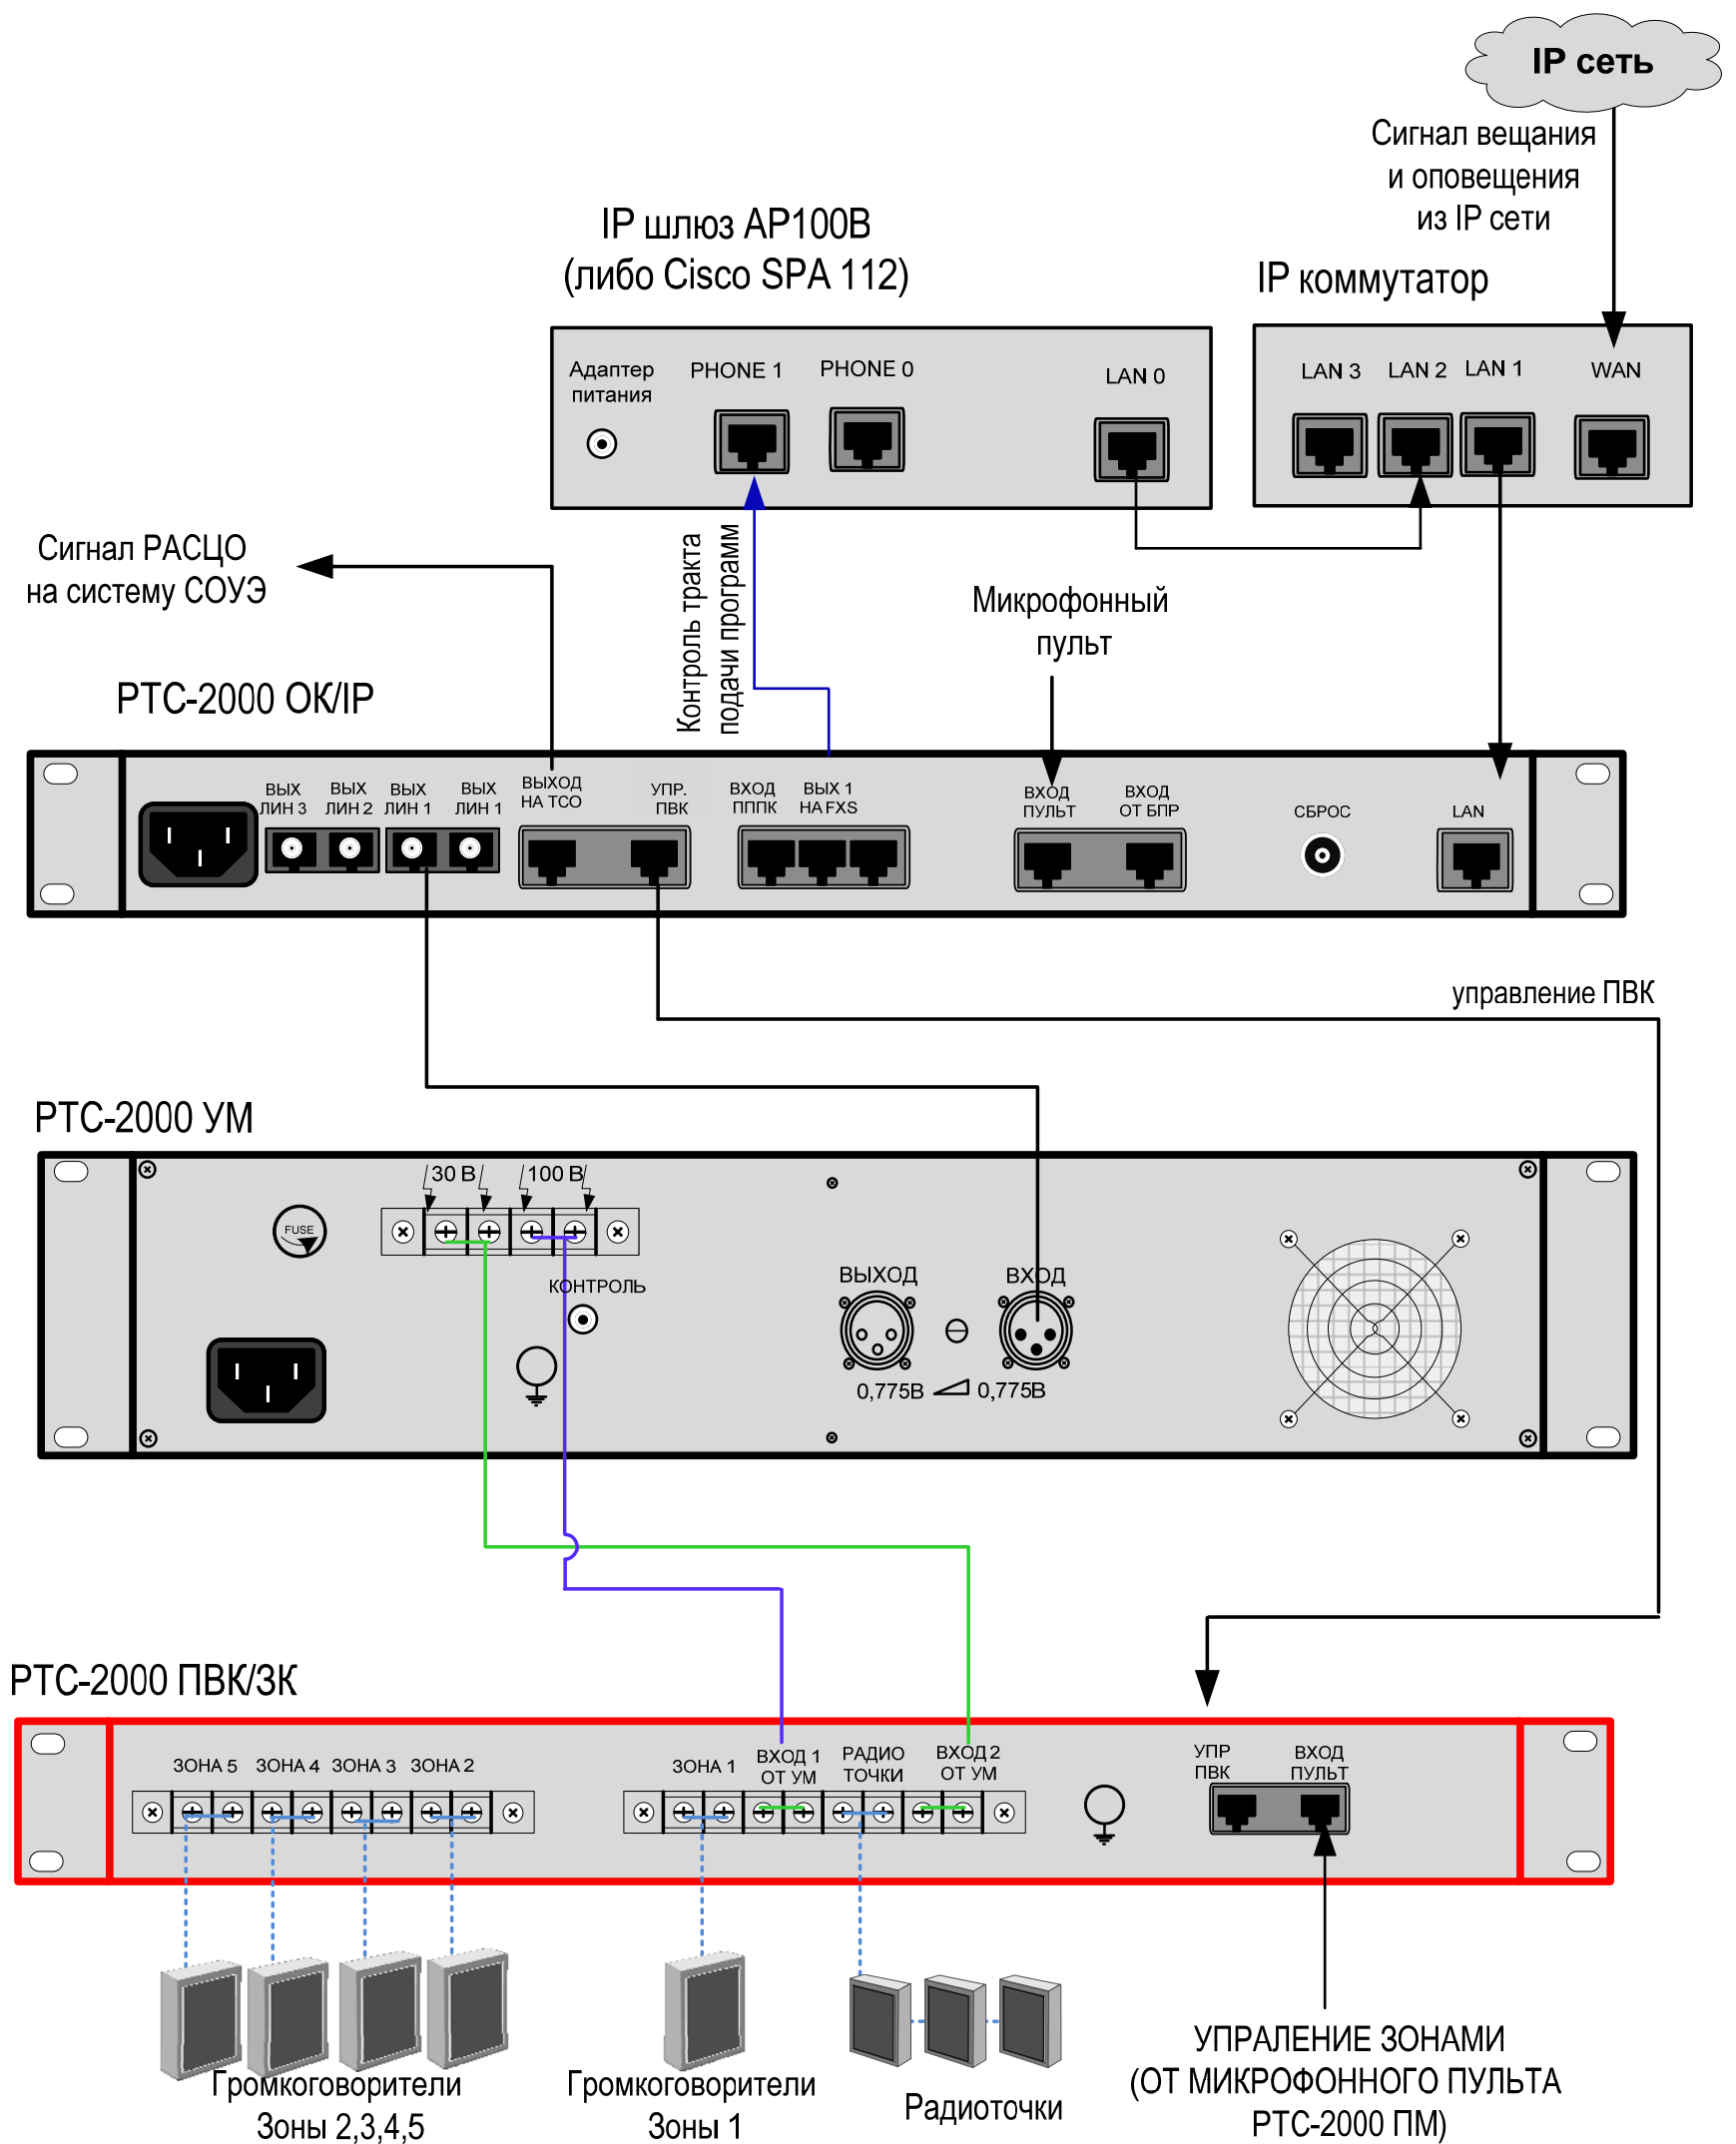 IP сеть
Сигнал вещания
и оповещения
из IP сети
IP шлюз АР100В
(либо Cisco SPA 112)
IP коммутатор
Адаптер
питания
PHONE 1
PHONE 0
LAN 0
LAN 3
LAN 2
LAN 1
WAN
Сигнал РАСЦО
на систему СОУЭ
Контроль тракта
подачи программ
Микрофонный
пульт
РТС-2000 ОК/IP
ВЫХ
ЛИН 3
ВЫХ
ЛИН 2
ВЫХ
ЛИН 1
ВЫХ
ЛИН 1
ВЫХОД
НА ТСО
УПР.
ПВК
ВХОД
ПППК
ВЫХ 1
НА FXS
ВХОД
ПУЛЬТ
ВХОД
ОТ БПР
СБРОС
LAN
управление ПВК
РТС-2000 УМ
30 В
100 В
FUSE
КОНТРОЛЬ
ВЫХОД
ВХОД
0,775В
0,775В
РТС-2000 ПВК/ЗК
ЗОНА 5
ЗОНА 4
ЗОНА 3
ЗОНА 2
ЗОНА 1
ВХОД 1
ОТ УМ
РАДИО
ТОЧКИ
ВХОД 2
ОТ УМ
УПР
ПВК
ВХОД
ПУЛЬТ
Громкоговорители
Зоны 2,3,4,5
Громкоговорители
Зоны 1
Радиоточки
УПРАЛЕНИЕ ЗОНАМИ
(ОТ МИКРОФОННОГО ПУЛЬТА
РТС-2000 ПМ)